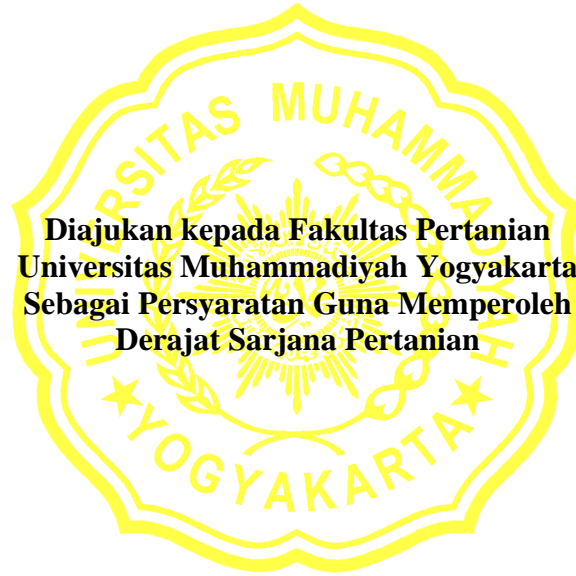 UNIVERSITAS MUHAMMADIYAH
Diajukan kepada Fakultas Pertanian
Universitas Muhammadiyah Yogyakarta
Sebagai Persyaratan Guna Memperoleh
Derajat Sarjana Pertanian
★YOGYAKARTA★